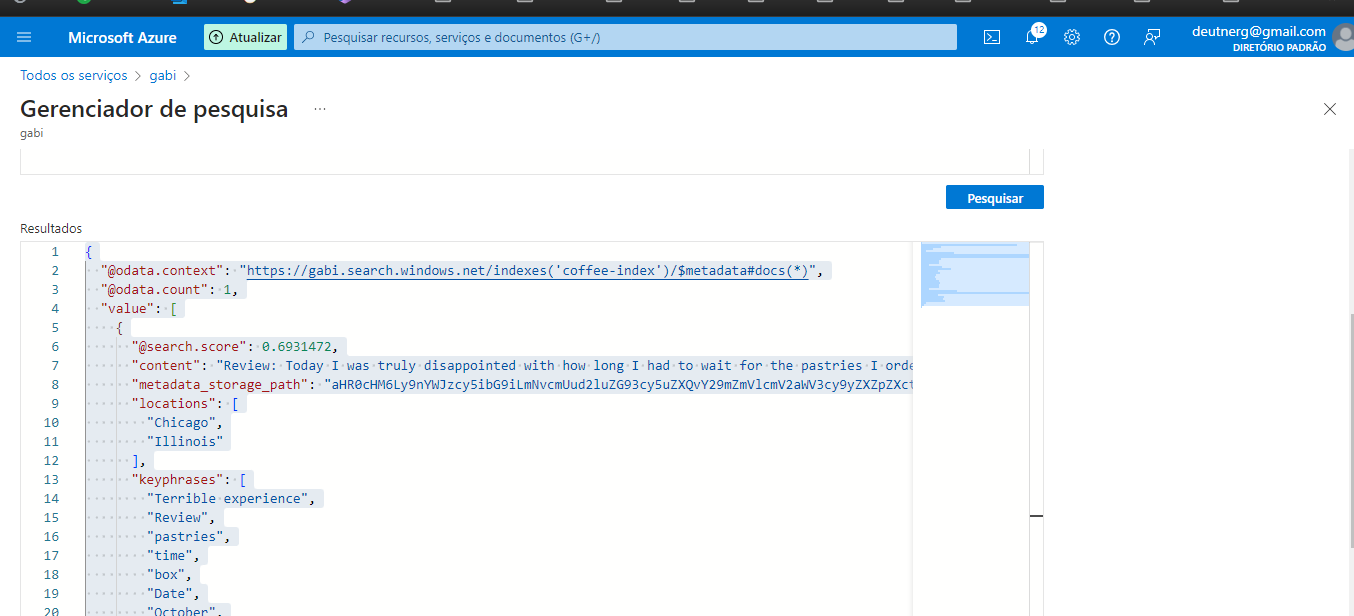 Microsoft Azure
Atualizar
Pesquisar recursos, serviços e documentos (G+/)
12
deutnerg@gmail.com
DIRETÓRIO PADRÃO
Todos os serviços > gabi >
Gerenciador de pesquisa ...
gabi
Pesquisar
Resultados
1 {
2 "@odata.context": "https://gabi.search.windows.net/indexes('coffee-index')/$metadata#docs(*)",
3 "@odata.count": 1,
4 "value": [
5 {
6 "@search.score": 0.6931472,
7 "content": "Review: Today I was truly disappointed with how long I had to wait for the pastries I orde
8 "metadata_storage_path": "aHR0cHM6Ly9nYWJzcy5ibG9iLmNvcmUud2luZG93cy5uZXQvY29mZmVlcmV2aWV3cy9yZXZpZXct
9 "locations": [
10 "Chicago",
11 "Illinois"
12 ],
13 "keyphrases": [
14 "Terrible experience",
15 "Review",
16 "pastries",
17 "time",
18 "box",
19 "Date",
20 "October",